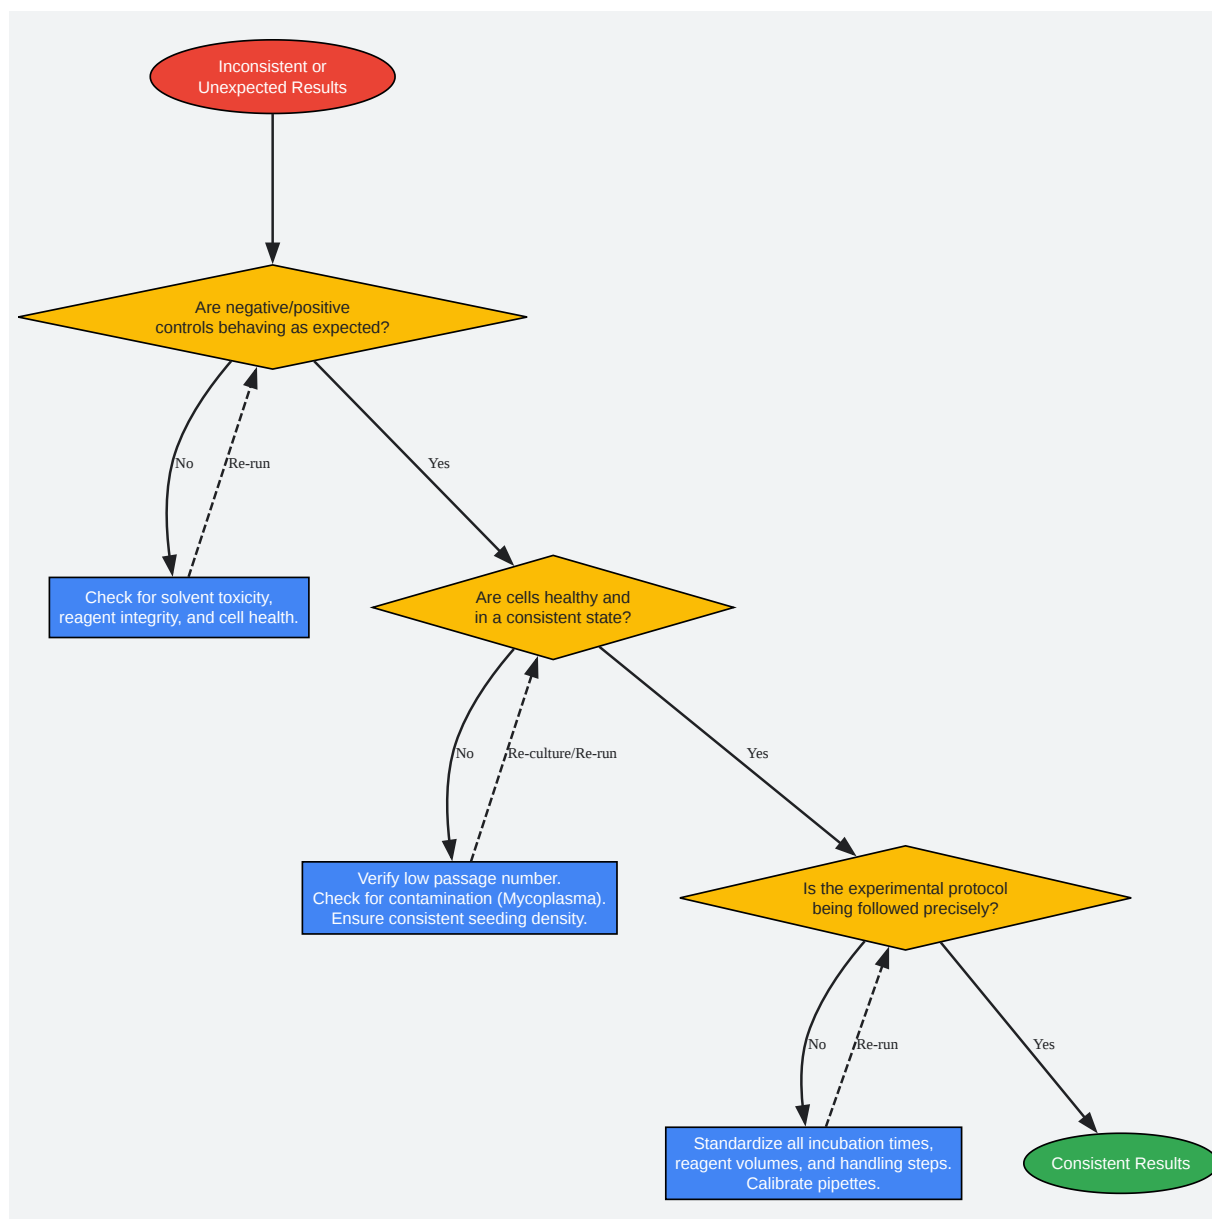 Inconsistent or
Unexpected Results
Are negative/positive
controls behaving as expected?
No
Re-run
Yes
Check for solvent toxicity,
reagent integrity, and cell health.
Are cells healthy and
in a consistent state?
No
Re-culture/Re-run
Yes
Verify low passage number.
Check for contamination (Mycoplasma).
Ensure consistent seeding density.
Is the experimental protocol
being followed precisely?
No
Re-run
Yes
Standardize all incubation times,
reagent volumes, and handling steps.
Calibrate pipettes.
Consistent Results